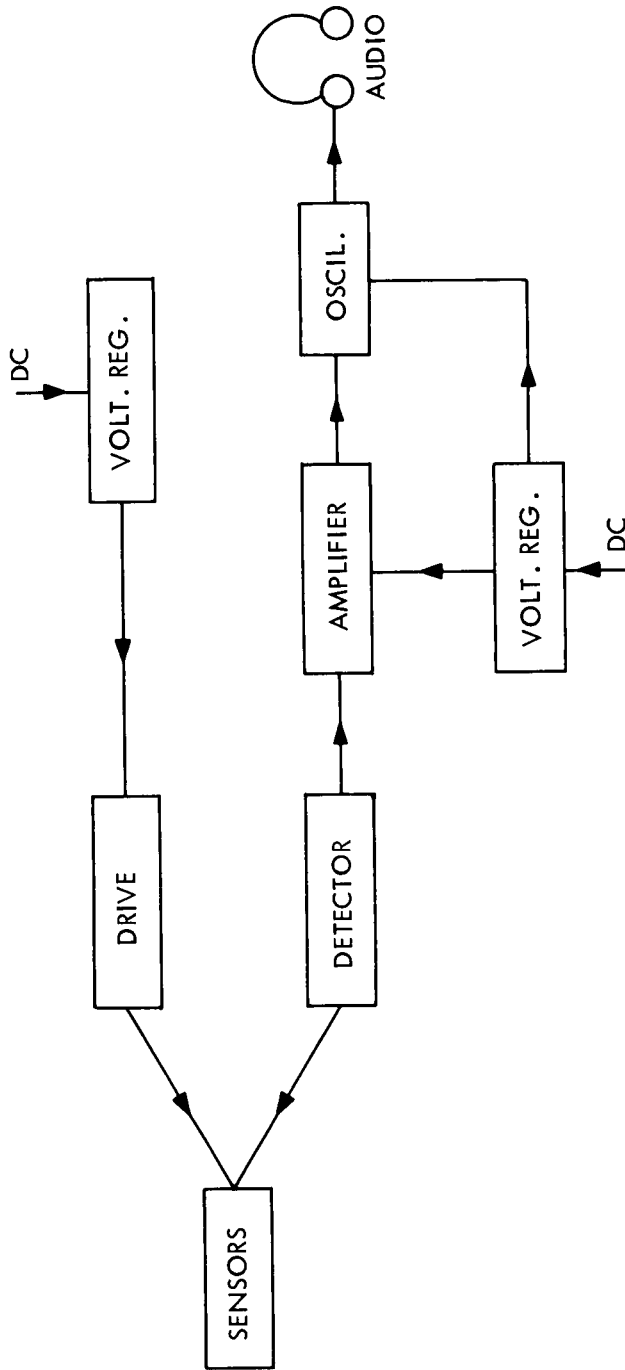 DC
VOLT. REG.
DRIVE
SENSORS
DETECTOR
AMPLIFIER
OSCIL.
AUDIO
VOLT. REG.
DC